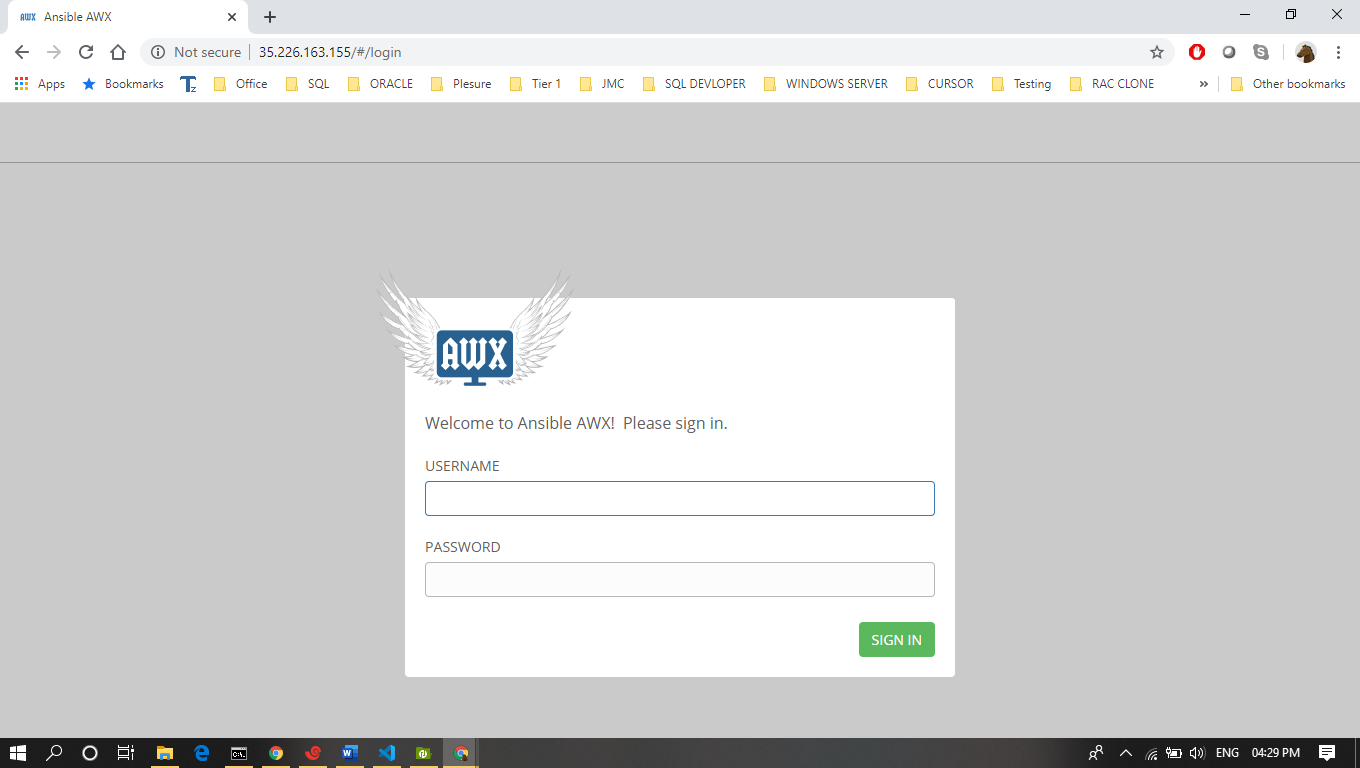 AWX Ansible AWX
Not secure 35.226.163.155/#/login
Apps Bookmarks TZ Office SQL ORACLE Plesure Tier 1 JMC SQL DEVLOPER WINDOWS SERVER CURSOR Testing RAC CLONE » Other bookmarks
AWX
Welcome to Ansible AWX! Please sign in.
USERNAME
PASSWORD
SIGN IN
ENG 04:29 PM